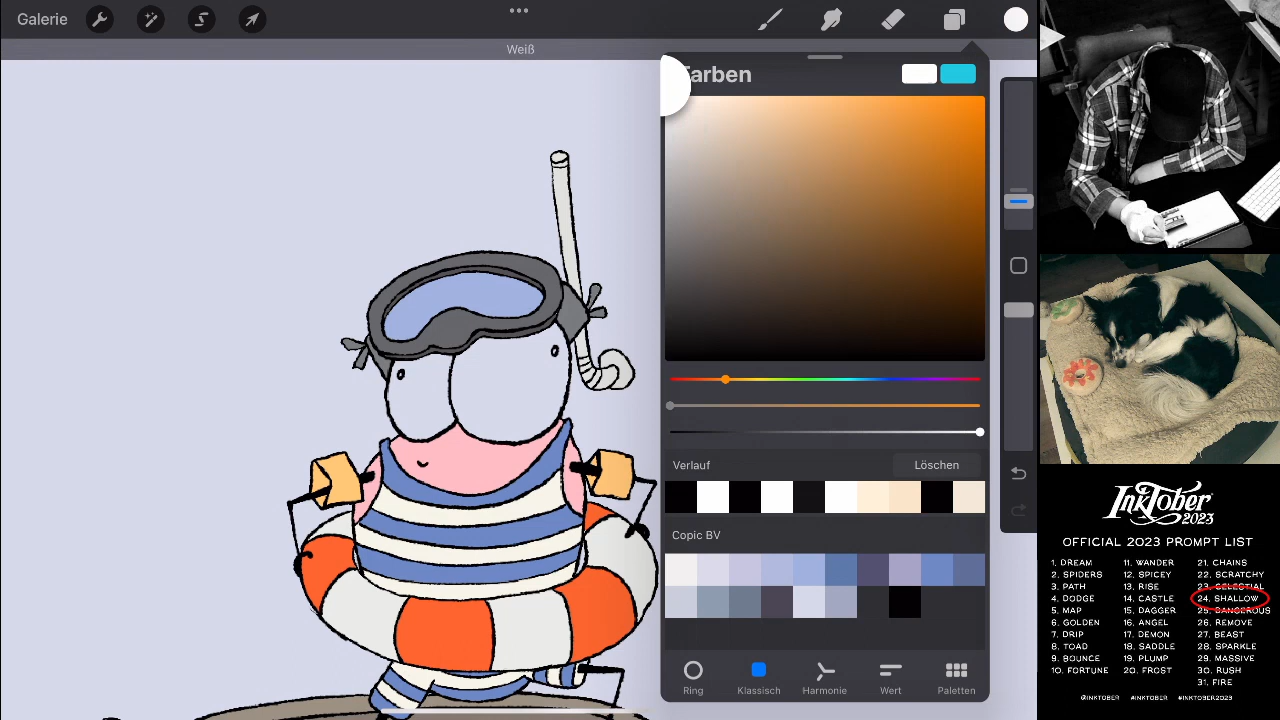 Galerie
Weiß
Farben
Verlauf
Löschen
Copic BV
Ring
Klassisch
Harmonie
Wert
Paletten
INKTOBER
2023
OFFICIAL 2023 PROMPT LIST
1. DREAM
2. SPIDERS
3. PATH
4. DODGE
5. MAP
6. GOLDEN
7. DRIP
8. TOAD
9. BOUNCE
10. FORTUNE
11. WANDER
12. SPICY
13. RISE
14. CASTLE
15. DAGGER
16. ANGEL
17. DEMON
18. SADDLE
19. PLUMP
20. FROST
21. CHAINS
22. SCRATCHY
23. CELESTIAL
24. SHALLOW
25. DANGEROUS
26. REMOVE
27. BEAST
28. SPARKLE
29. MASSIVE
30. RUSH
31. FIRE
@INKTOBER #INKTOBER #INKTOBER2023